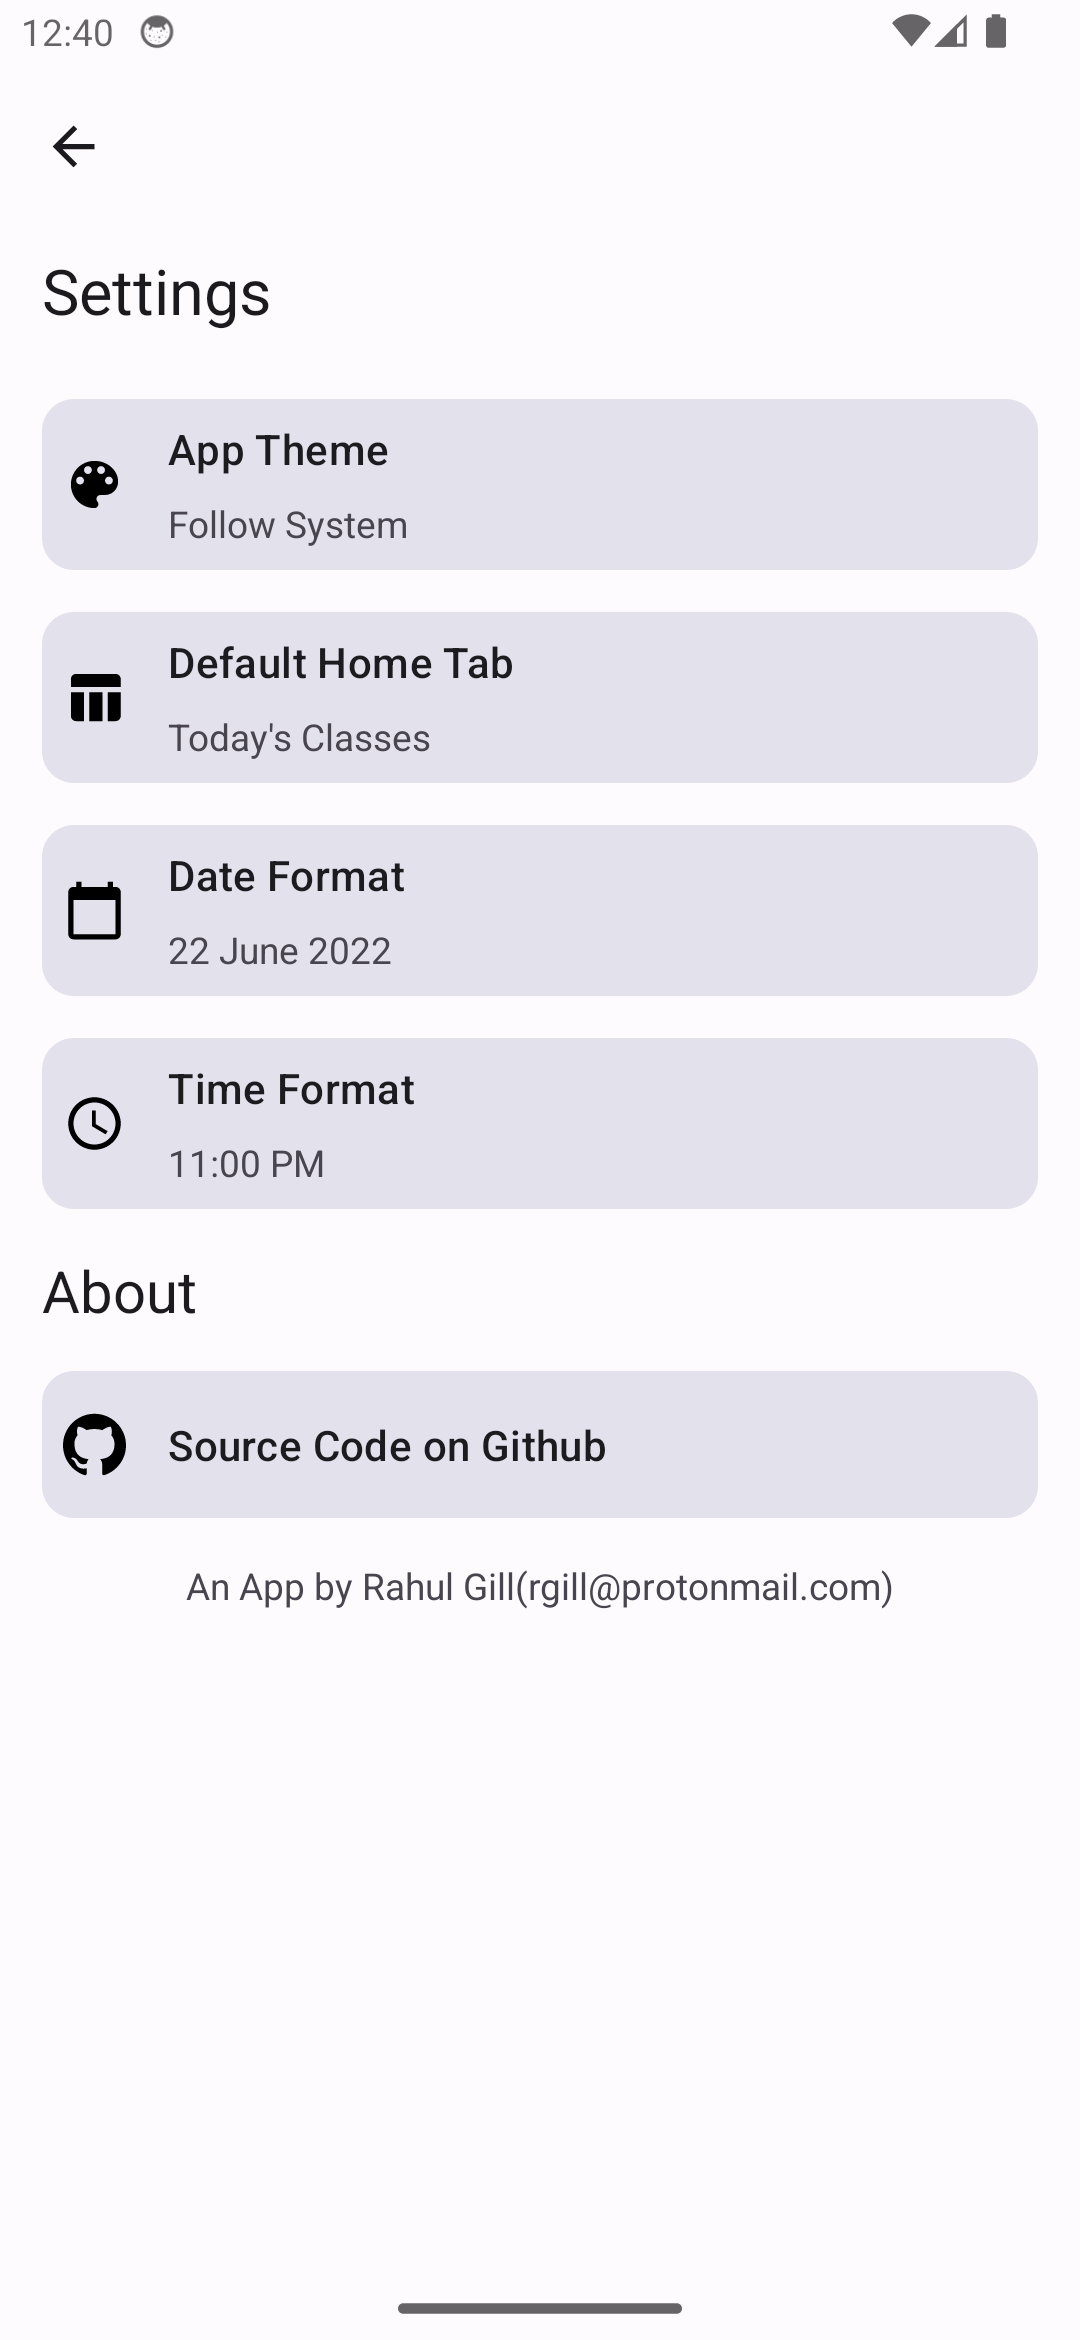 12:40
Settings
App Theme
Follow System
Default Home Tab
Today's Classes
Date Format
22 June 2022
Time Format
11:00 PM
About
Source Code on Github
An App by Rahul Gill(rgill@protonmail.com)